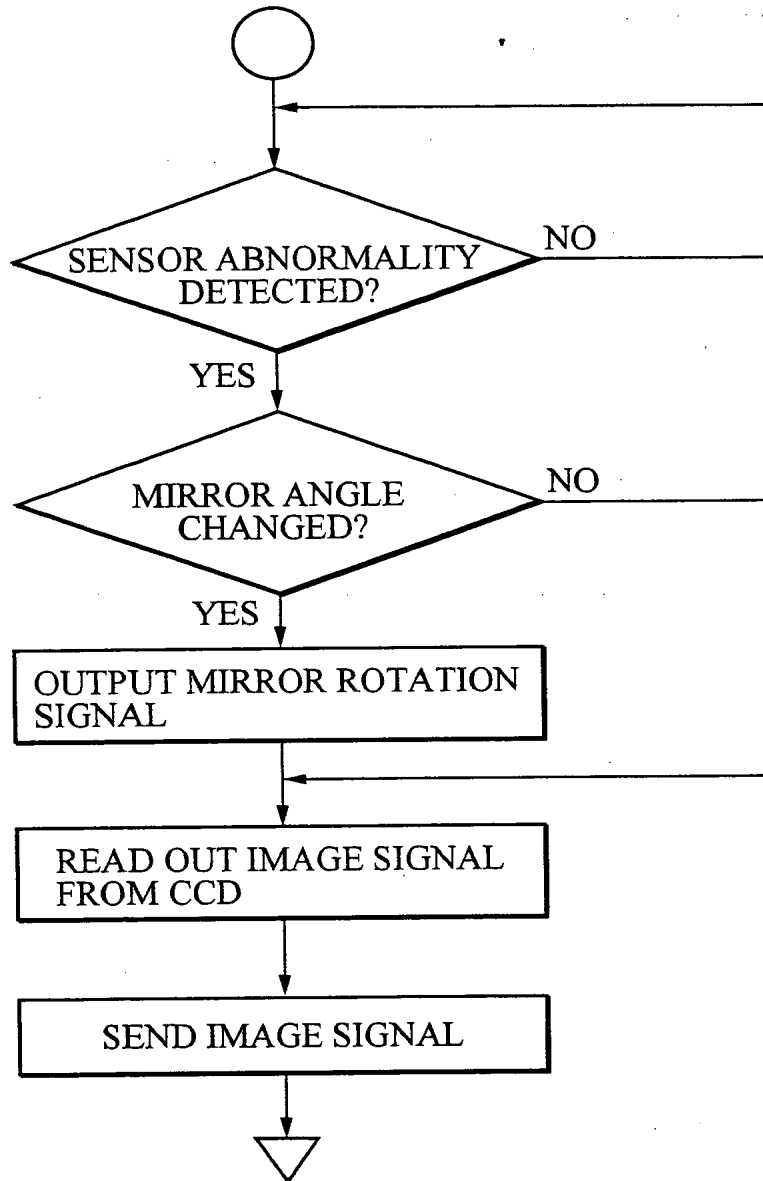 SENSOR ABNORMALITY
DETECTED?
NO
YES
MIRROR ANGLE
CHANGED?
NO
YES
OUTPUT MIRROR ROTATION
SIGNAL
READ OUT IMAGE SIGNAL
FROM CCD
SEND IMAGE SIGNAL